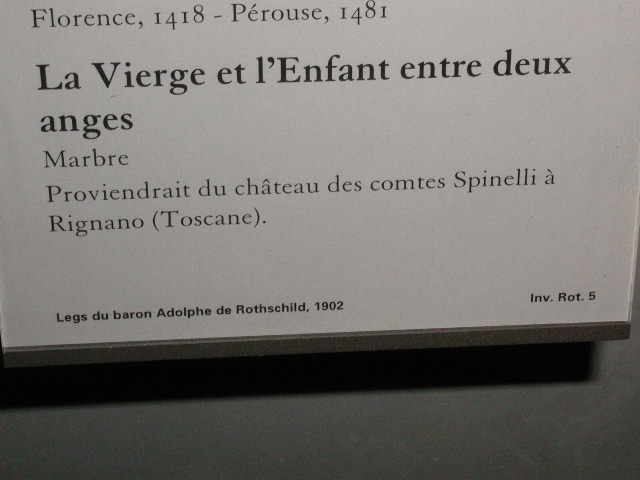 Florence, 1418 - Pérouse, 1481
La Vierge et l'Enfant entre deux
anges
Marbre
Proviendrait du château des comtes Spinelli à
Rignano (Toscane).
Legs du baron Adolphe de Rothschild, 1902
Inv. Rot. 5